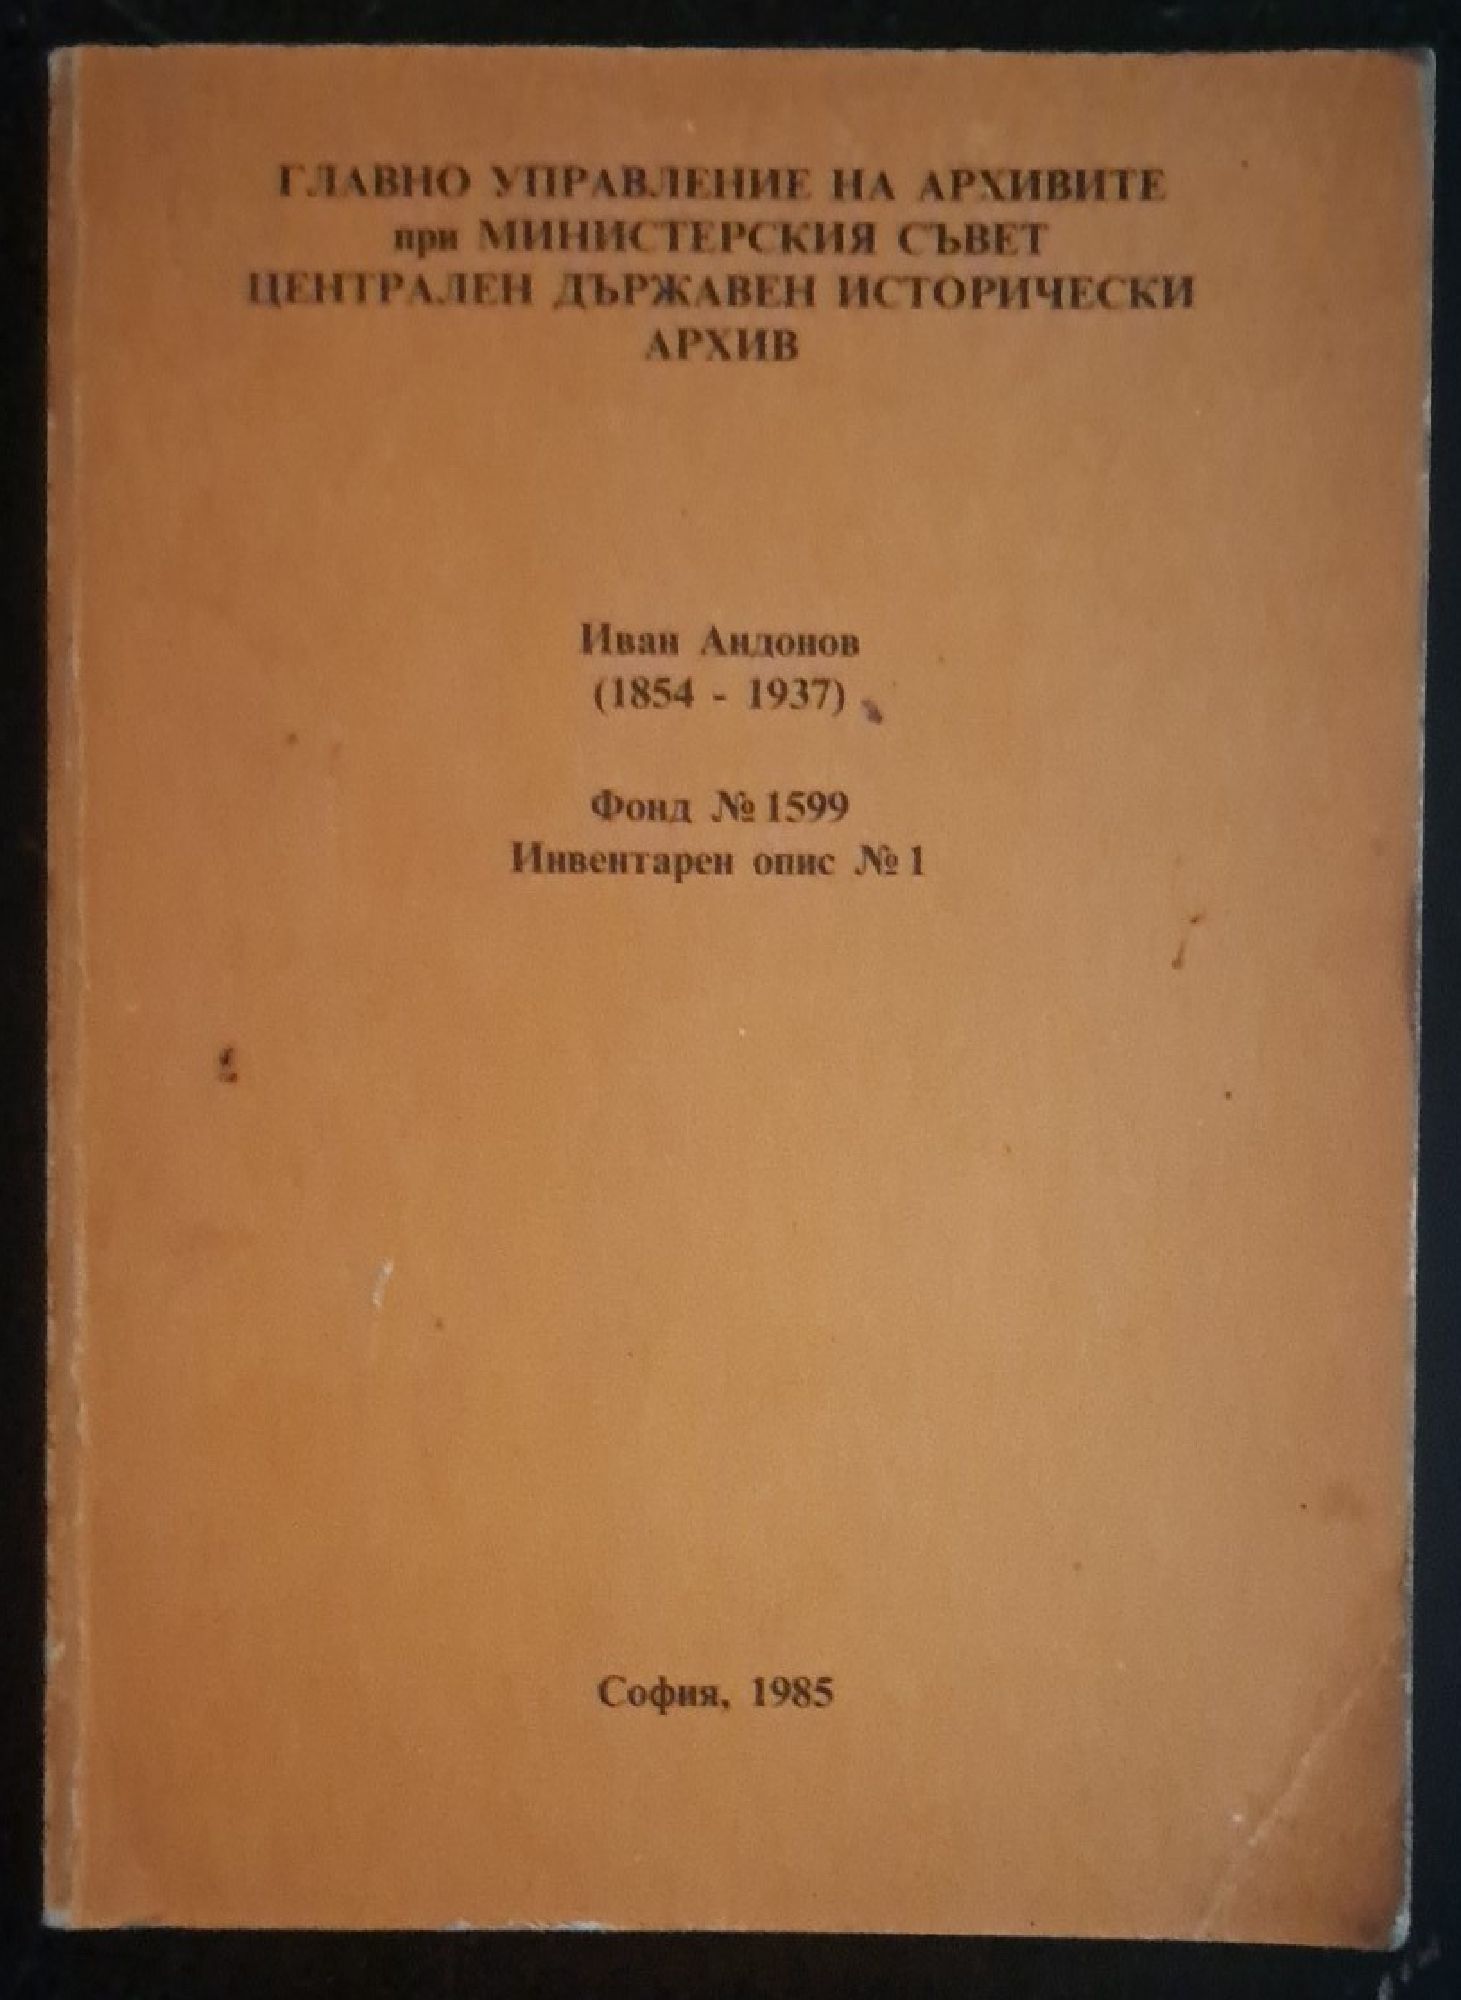 ГЛАВНО УПРАВЛЕНИЕ НА АРХИВИТЕ
при МИНИСТЕРСКИЯ СЪВЕТ
ЦЕНТРАЛЕН ДЪРЖАВЕН ИСТОРИЧЕСКИ
АРХИВ
Иван Андонов
(1854 - 1937)
Фонд № 1599
Инвентарен опис № 1
София, 1985